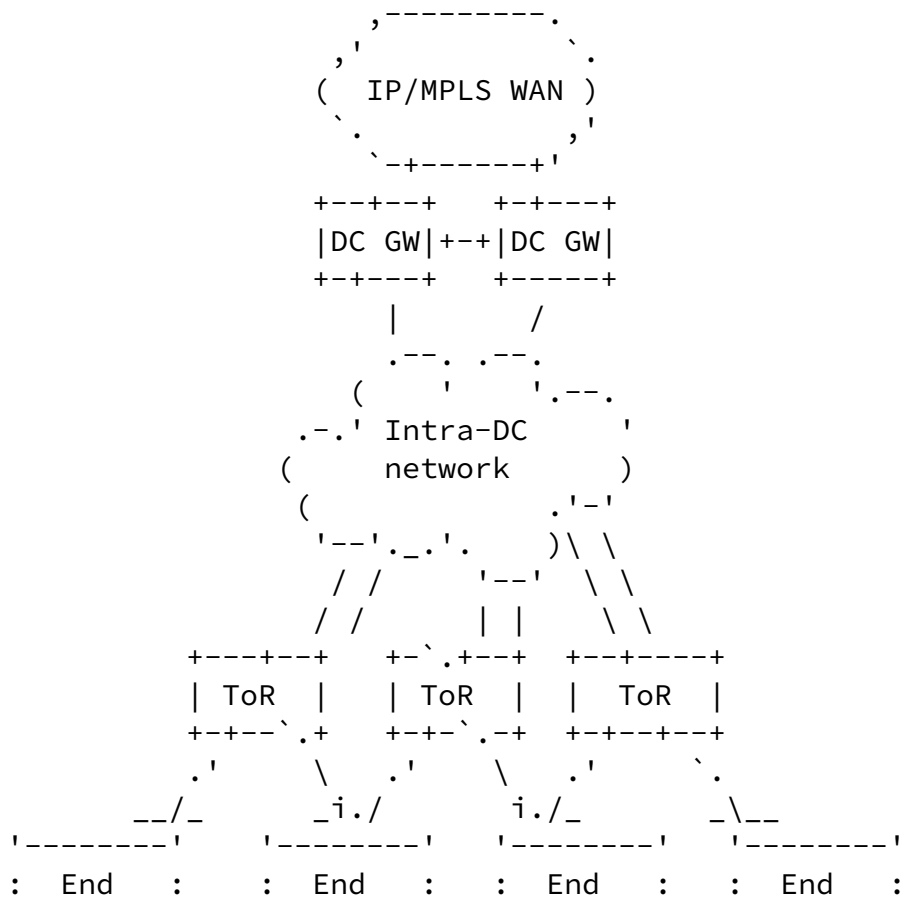 IP/MPLS WAN
DC GW DC GW
Intra-DC
network
ToR ToR ToR
End End End End